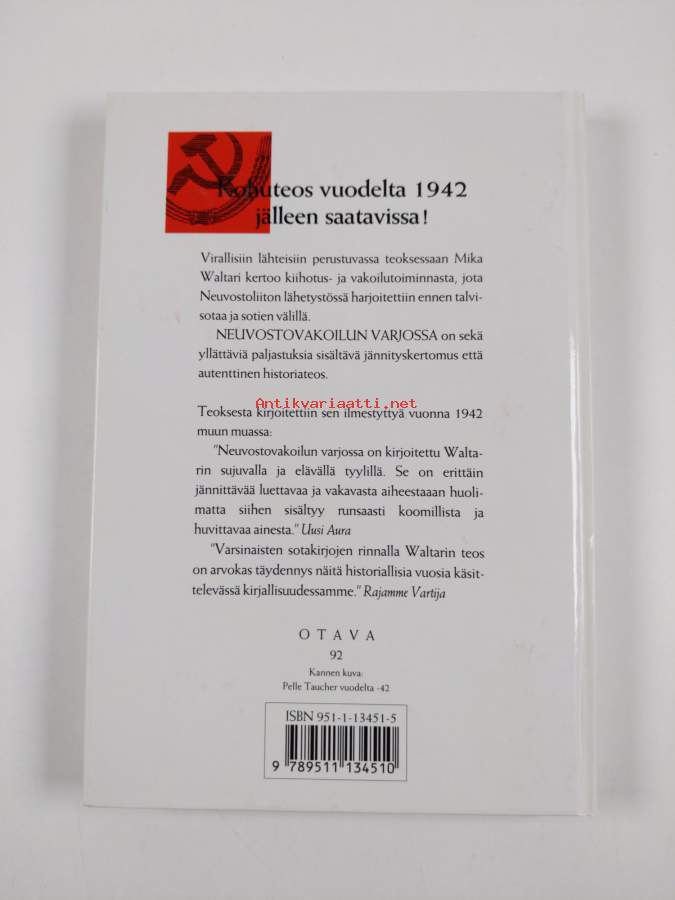 Kohuteos vuodelta 1942
jälleen saatavissa!
Virallisiin lähteisiin perustuvassa teoksessaan Mika
Waltari kertoo kiihotus- ja vakoilutoiminnasta, jota
Neuvostoliiton lähetystössä harjoitettiin ennen talvi-
sotaa ja sotien välillä.
NEUVOSTOVAKOILUN VARJOSSA on sekä
yllättäviä paljastuksia sisältävä jännityskertomus että
autenttinen historiateos.
Antikvariaatti.net
Teoksesta kirjoitettiin sen ilmestyttyä vuonna 1942
muun muassa:
"Neuvostovakoilun varjossa on kirjoitettu Walta-
rin sujuvalla ja elävällä tyylillä. Se on erittäin
jännittävää luettavaa ja vakavasta aiheestaaan huoli-
matta siihen sisältyy runsaasti koomillista ja
huvittavaa ainesta." Uusi Aura
"Varsinaisten sotakirjojen rinnalla Waltarin teos
on arvokas täydennys näitä historiallisia vuosia käsit-
televässä kirjallisuudessamme." Rajamme Vartija
OTAVA
92
Kannen kuva:
Pelle Taucher vuodelta -42
ISBN 951-1-13451-5
9 789511 134510